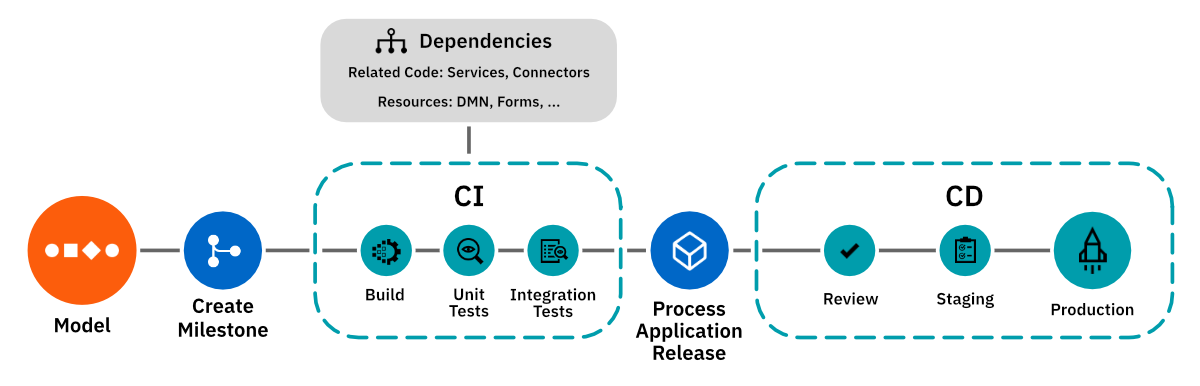 Dependencies
Related Code: Services, Connectors
Resources: DMN, Forms, ...
CI
CD
Build
Unit
Tests
Integration
Tests
Review
Staging
Production
Model
Create
Milestone
Process
Application
Release